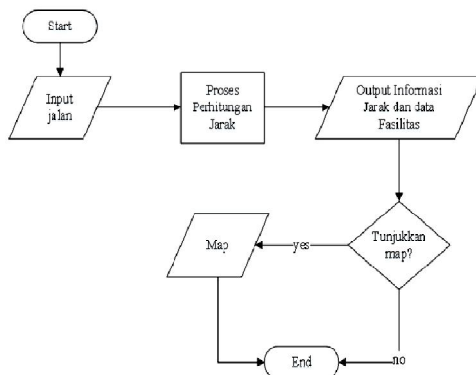 Start
Input
jalan
Proses
Perhitungan
Jarak
Output Informasi
Jarak dan data
Fasilitas
Tunjukkan
map?
yes
Map
no
End